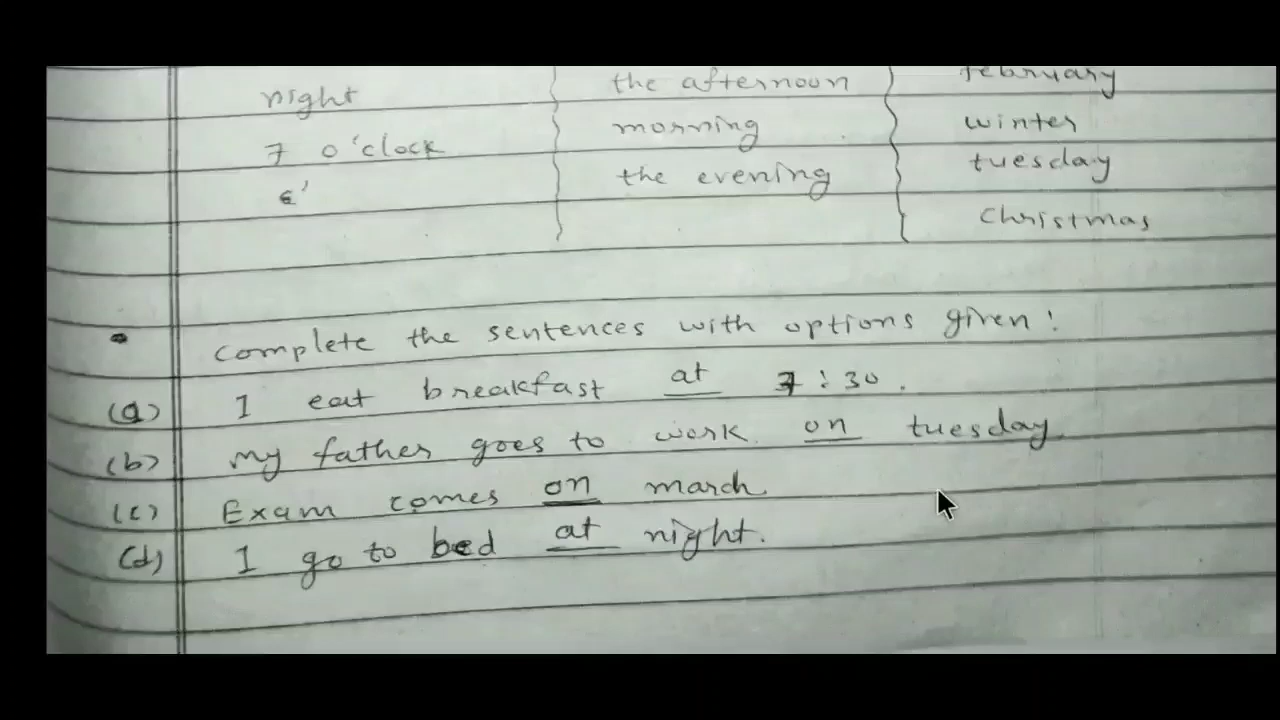 night the afternoon february
7 o'clock morning winter
the evening tuesday
Christmas
Complete the sentences with options given:
(a) I eat breakfast at 7:30.
(b) My father goes to work on tuesday.
(c) Exam comes on march.
(d) I go to bed at night.